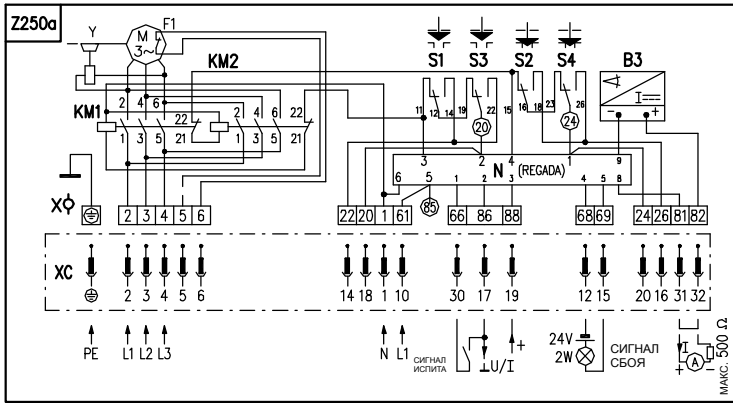 Z250a
Y
M
3~
F1
KM2
S1 S3 S2 S4 B3
I
- +
KM1
2 4 6 22 2 4 6 22
1 3 5 21 1 3 5 21
11 12 14 19 22 15 16 18 23 26
20 24
3 2 4 1 9
N (REGADA)
6 5 1 2 3 4 5 8
85
X
2 3 4 5 6 22 20 1 61 66 86 88 68 69 24 26 81 82
XC
2 3 4 5 6 14 18 1 10 30 17 19 12 15 20 16 31 32
PE L1 L2 L3 N L1
СИГНАЛ
ИСПИТА
U/I
+
24V
2W
СИГНАЛ
СБОЯ
I
+ A -
МАКС. 500 Ω